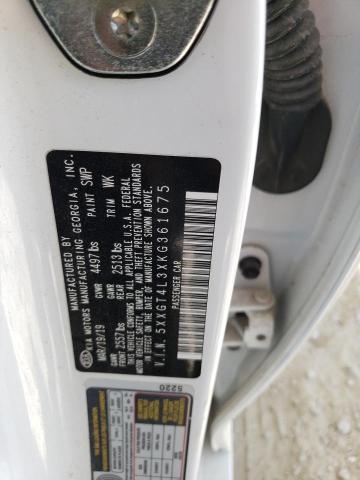 MANUFACTURED BY
KIA MOTORS MANUFACTURING GEORGIA, INC.
MAR/19/19 GVWR 4497 lbs PAINT SWP
GAWR FRONT 2557 lbs GAWR REAR 2513 lbs TRIM WK
THIS VEHICLE CONFORMS TO ALL
APPLICABLE U.S.A. FEDERAL
MOTOR VEHICLE SAFETY, BUMPER,
AND THEFT PREVENTION STANDARDS
IN EFFECT ON THE DATE OF
MANUFACTURE SHOWN ABOVE.
V.I.N. 5XXGT4L3XKG361675
PASSENGER CAR
5220